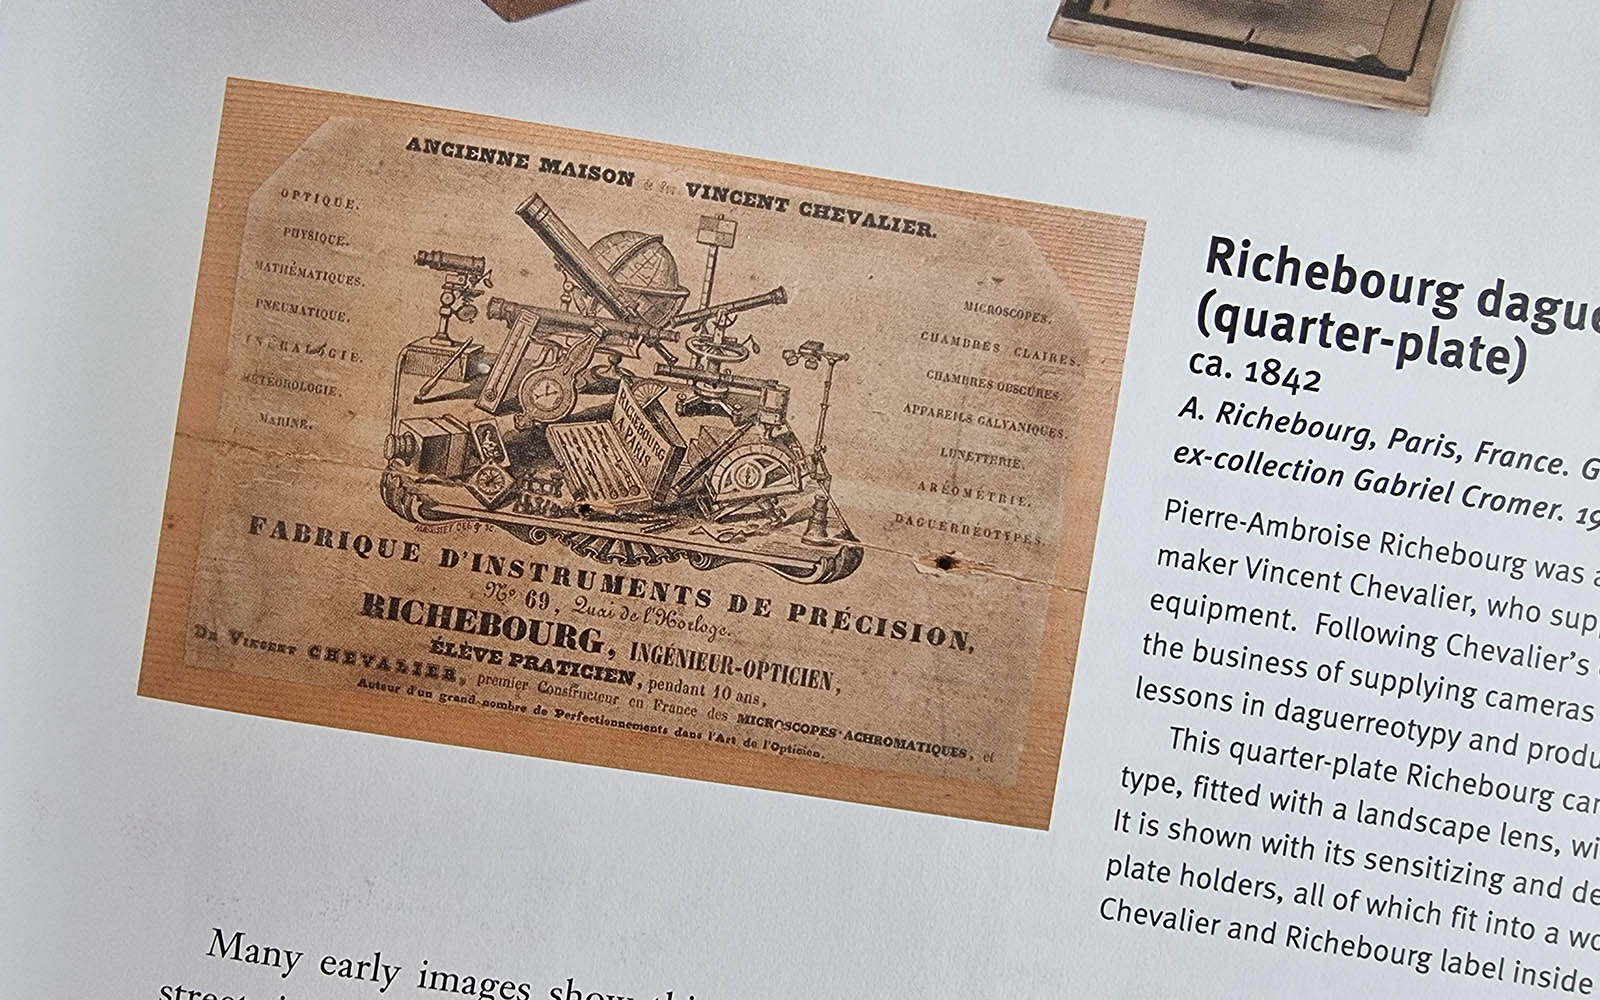 ANCIENNE MAISON de feu VINCENT CHEVALIER.
OPTIQUE.
PHYSIQUE.
MATHÉMATIQUES.
PNEUMATIQUE.
MÉTÉOROLOGIE.
MARINE.
MICROSCOPES.
CHAMBRES CLAIRES.
CHAMBRES OBSCURES.
APPAREILS GALVANIQUES.
LUNETTERIE.
ARÉOMÉTRIE.
DAGUERRÉOTYPES.
RICHEBOURG
A PARIS
FABRIQUE D'INSTRUMENTS DE PRÉCISION,
No 69, Quai de l'Horloge.
RICHEBOURG, INGÉNIEUR-OPTICIEN,
ÉLÈVE PRATICIEN, pendant 10 ans,
DE VINCENT CHEVALIER, premier Constructeur en France des MICROSCOPES ACHROMATIQUES, et
Auteur d'un grand nombre de Perfectionnements dans l'Art de l'Opticien.
Richebourg dague
(quarter-plate)
ca. 1842
A. Richebourg, Paris, France. G
ex-collection Gabriel Cromer. 19
Pierre-Ambroise Richebourg was a
maker Vincent Chevalier, who sup
equipment. Following Chevalier's
the business of supplying cameras
lessons in daguerreotypy and produ
This quarter-plate Richebourg car
type, fitted with a landscape lens, wi
It is shown with its sensitizing and de
plate holders, all of which fit into a wo
Chevalier and Richebourg label inside
Many early images show